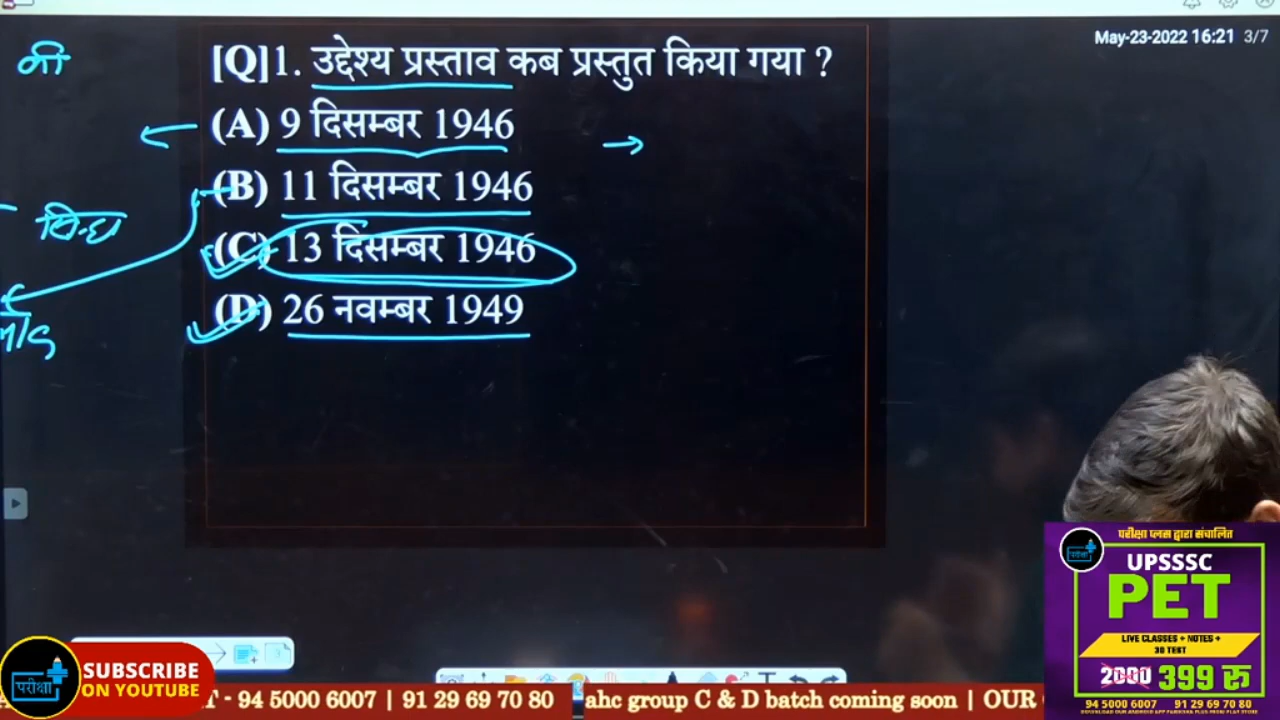 May-23-2022 16:21 3/7
की
[Q]1. उद्देश्य प्रस्ताव कब प्रस्तुत किया गया ?
(A) 9 दिसम्बर 1946
(B) 11 दिसम्बर 1946
(C) 13 दिसम्बर 1946
(D) 26 नवम्बर 1949
परीक्षा प्लस द्वारा संचालित
परीक्षा
UPSSSC
PET
LIVE CLASSES + NOTES +
30 TEST
2000 399 रु
94 5000 6007 91 29 69 70 80
परीक्षा
SUBSCRIBE
ON YOUTUBE
T - 94 5000 6007 | 91 29 69 70 80 ahc group C & D batch coming soon | OUR